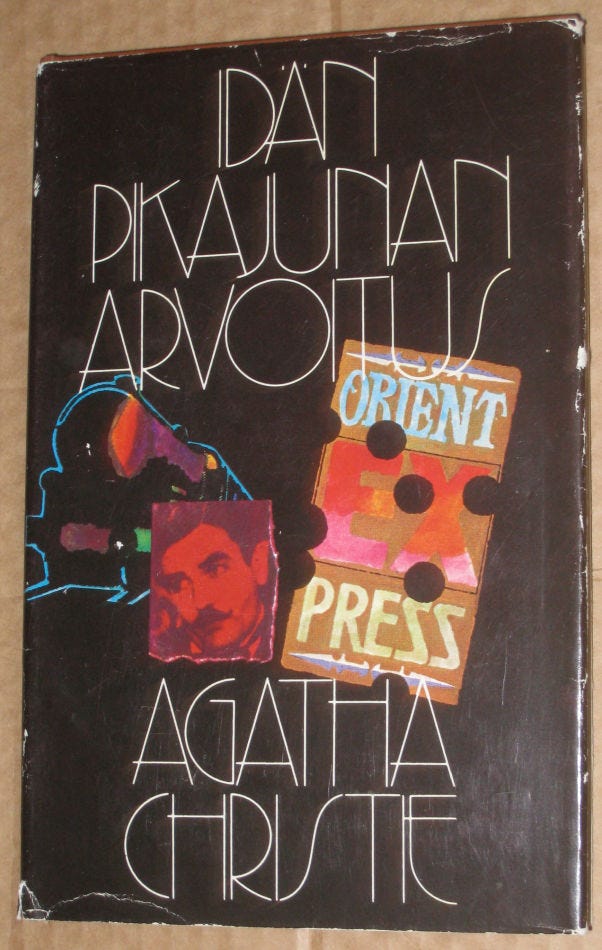 IDÄN
PIKAJUNAN
ARVOITUS
ORIENT
EX
PRESS
AGATHA
CHRISTIE